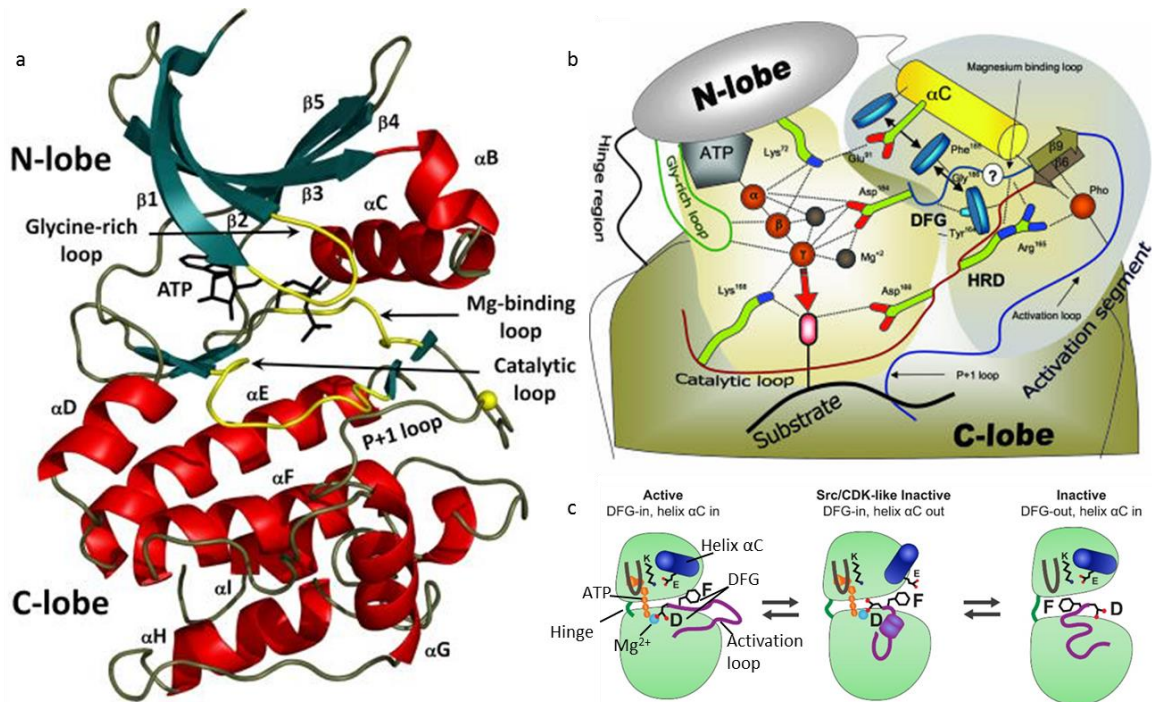 a
N-lobe
β1
β2
β3
β4
β5
αB
αC
Glycine-rich
loop
ATP
Mg-binding
loop
Catalytic
loop
αD
αE
P+1 loop
αF
αI
C-lobe
αH
αG
b
N-lobe
Magnesium binding loop
αC
Hinge region
ATP
Gly-rich loop
Lys72
Glu91
Phe185
Gly186
β9
β6
?
Pho
α
β
γ
Asp184
DFG
Mg+2
Tyr164
Arg165
HRD
Lys168
Asp166
Activation segment
Activation loop
Catalytic loop
P+1 loop
Substrate
C-lobe
c
Active
DFG-in, helix αC in
Src/CDK-like Inactive
DFG-in, helix αC out
Inactive
DFG-out, helix αC in
K
E
Helix αC
ATP
F
DFG
D
Hinge
Mg2+
Activation
loop
K
E
F
D
K
E
F
D